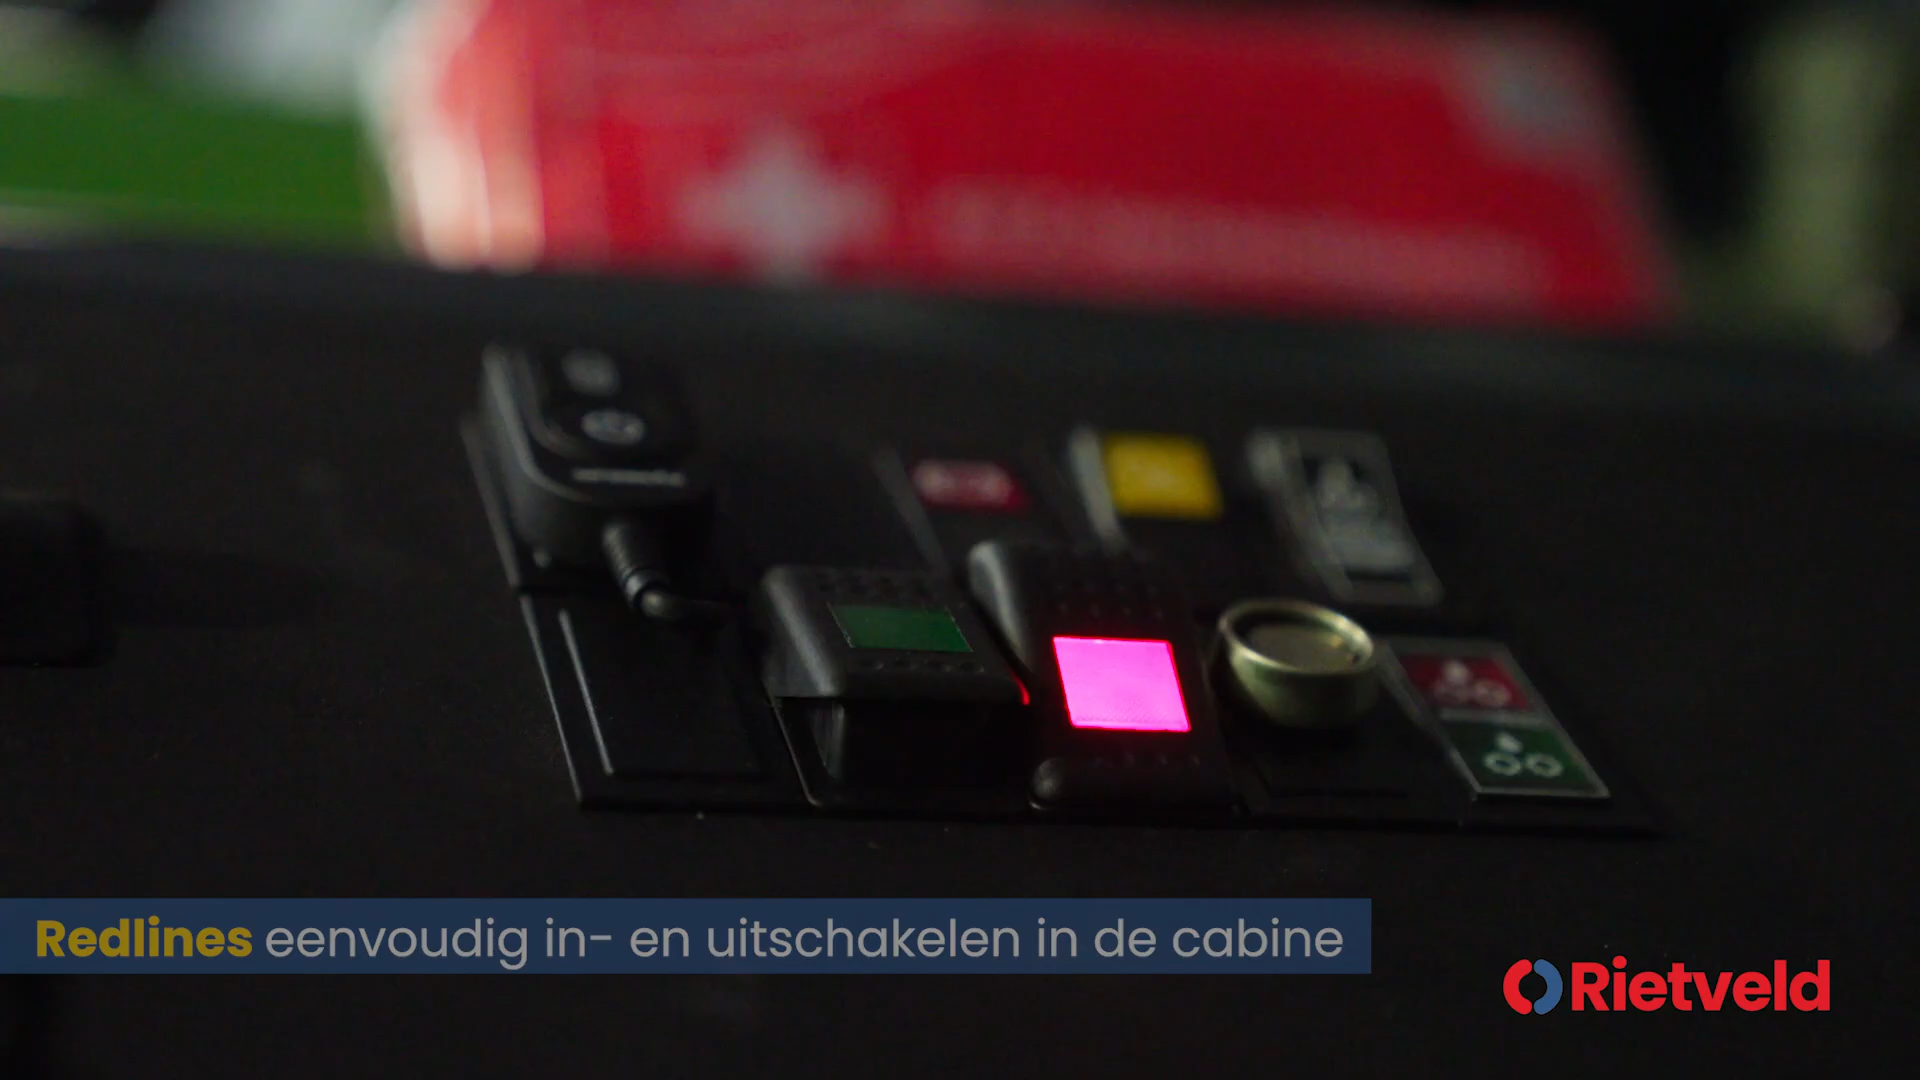 Redlines eenvoudig in- en uitschakelen in de cabine
Rietveld